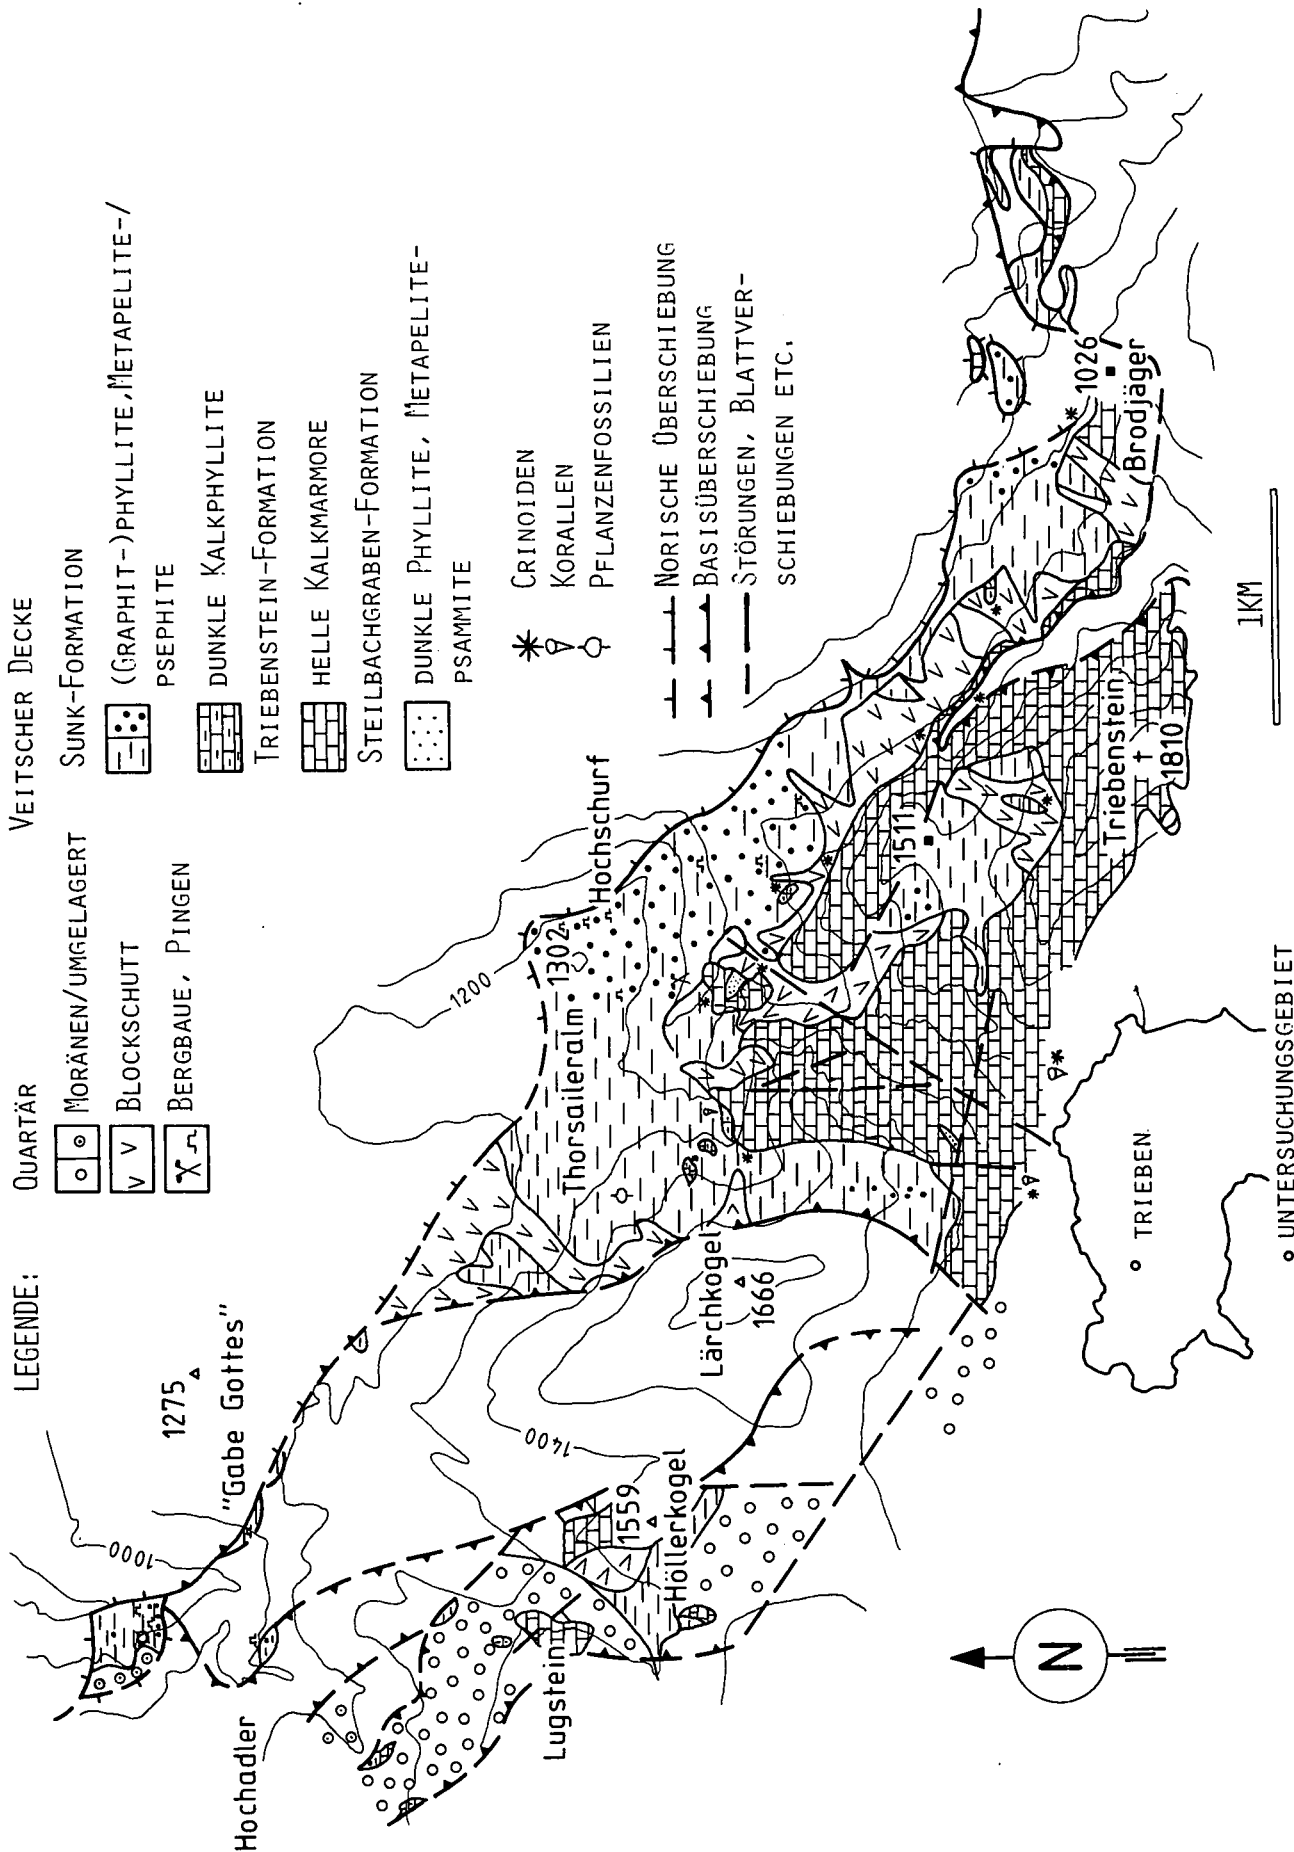 LEGENDE:
QUARTÄR
MORÄNEN/UMGELAGERT
BLOCKSCHUTT
BERGBAUE, PINGEN
VEITSCHER DECKE
SUNK-FORMATION
(GRAPHIT-)PHYLLITE,METAPELITE-/
PSEPHITE
DUNKLE KALKPHYLLITE
TRIEBENSTEIN-FORMATION
HELLE KALKMARMORE
STEILBACHGRABEN-FORMATION
DUNKLE PHYLLITE, METAPELITE-
PSAMMITE
CRINOIDEN
KORALLEN
PFLANZENFOSSILIEN
NORISCHE ÜBERSCHIEBUNG
BASISÜBERSCHIEBUNG
STÖRUNGEN, BLATTVER-
SCHIEBUNGEN ETC.
1000
1275
"Gabe Gottes"
Hochadler
1200
1302
Hochschurf
Thorsaileralm
1400
Lugstein
1559
Höllerkogel
Lärchkogel
1666
1511
1026
Brodjäger
Triebenstein
1810
1KM
N
TRIEBEN
UNTERSUCHUNGSGEBIET